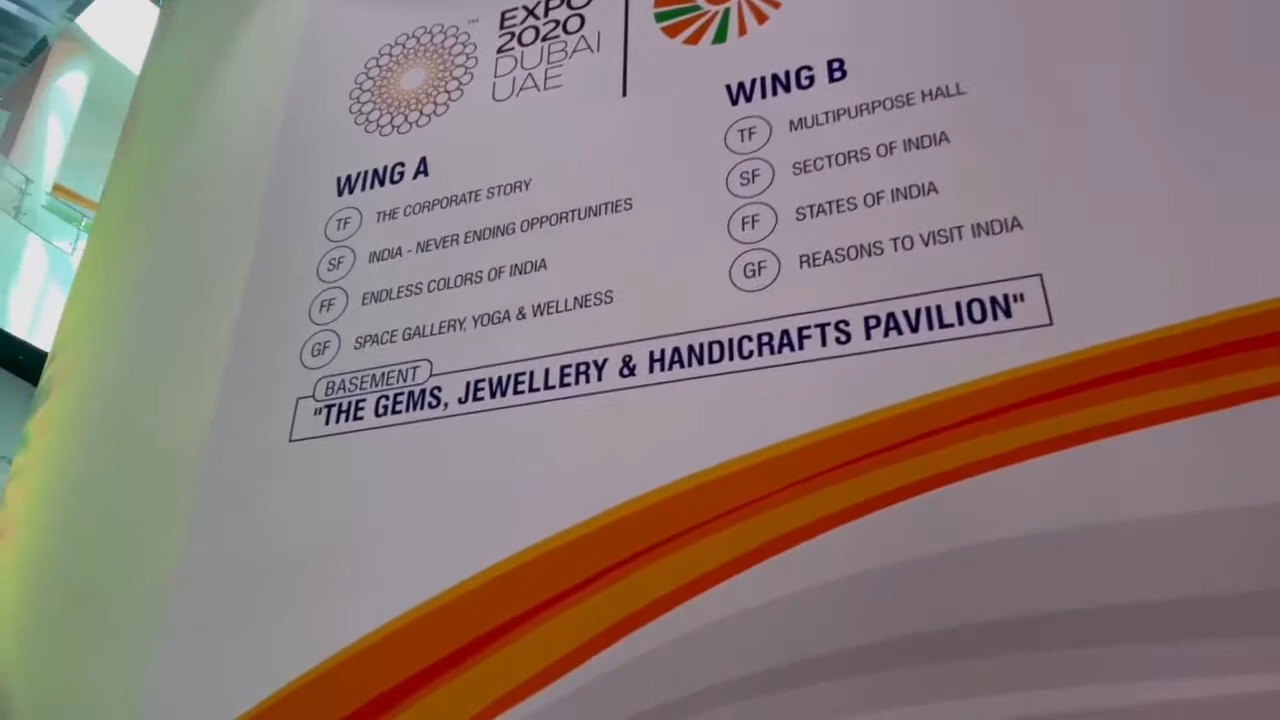 EXPO
2020
DUBAI
UAE
WING A
TF THE CORPORATE STORY
SF INDIA - NEVER ENDING OPPORTUNITIES
FF ENDLESS COLORS OF INDIA
GF SPACE GALLERY, YOGA & WELLNESS
WING B
TF MULTIPURPOSE HALL
SF SECTORS OF INDIA
FF STATES OF INDIA
GF REASONS TO VISIT INDIA
BASEMENT
"THE GEMS, JEWELLERY & HANDICRAFTS PAVILION"